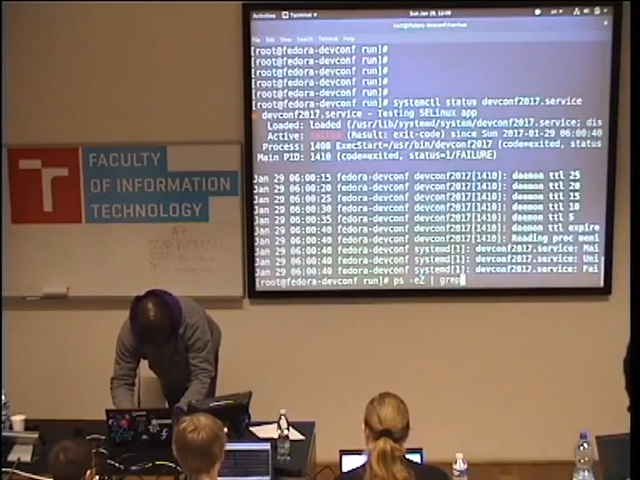 Activities Terminal
Sun Jan 29, 12:00
root@fedora-devconf:/var/run
File Edit View Search Terminal Help
[root@fedora-devconf run]#
[root@fedora-devconf run]#
[root@fedora-devconf run]#
[root@fedora-devconf run]#
[root@fedora-devconf run]# systemctl status devconf2017.service
devconf2017.service - Testing SELinux app
Loaded: loaded (/usr/lib/systemd/system/devconf2017.service; dis
Active: failed (Result: exit-code) since Sun 2017-01-29 06:00:40
Process: 1408 ExecStart=/usr/bin/devconf2017 (code=exited, status
Main PID: 1410 (code=exited, status=1/FAILURE)
Jan 29 06:00:15 fedora-devconf devconf2017[1410]: daemon ttl 25
Jan 29 06:00:20 fedora-devconf devconf2017[1410]: daemon ttl 20
Jan 29 06:00:25 fedora-devconf devconf2017[1410]: daemon ttl 15
Jan 29 06:00:30 fedora-devconf devconf2017[1410]: daemon ttl 10
Jan 29 06:00:35 fedora-devconf devconf2017[1410]: daemon ttl 5
Jan 29 06:00:40 fedora-devconf devconf2017[1410]: daemon ttl expire
Jan 29 06:00:40 fedora-devconf devconf2017[1410]: Reading proc
Jan 29 06:00:40 fedora-devconf systemd[1]: devconf2017.service: Mai
Jan 29 06:00:40 fedora-devconf systemd[1]: devconf2017.service: Uni
Jan 29 06:00:40 fedora-devconf systemd[1]: devconf2017.service: Fai
[root@fedora-devconf run]# ps -eZ | grep
T
FACULTY
OF INFORMATION
TECHNOLOGY